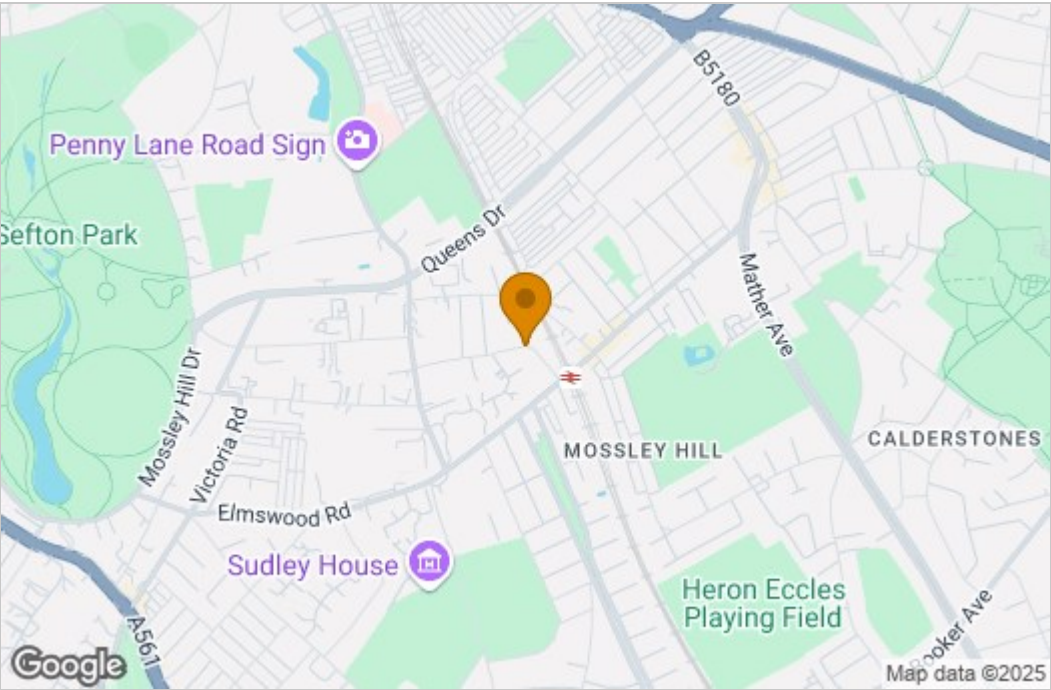 B5180
Penny Lane Road Sign
Sefton Park
Queens Dr
Mather Ave
Mossley Hill Dr
Victoria Rd
MOSSLEY HILL
CALDERSTONES
Elmswood Rd
Sudley House
Heron Eccles
Playing Field
A561
Booker Ave
Google
Map data ©2025